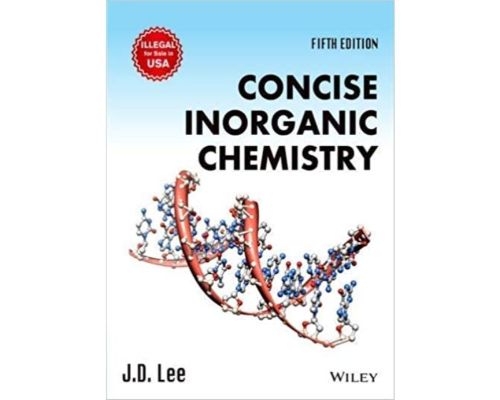 ILLEGAL
for Sale in
USA
FIFTH EDITION
CONCISE
INORGANIC
CHEMISTRY
J.D. Lee
WILEY